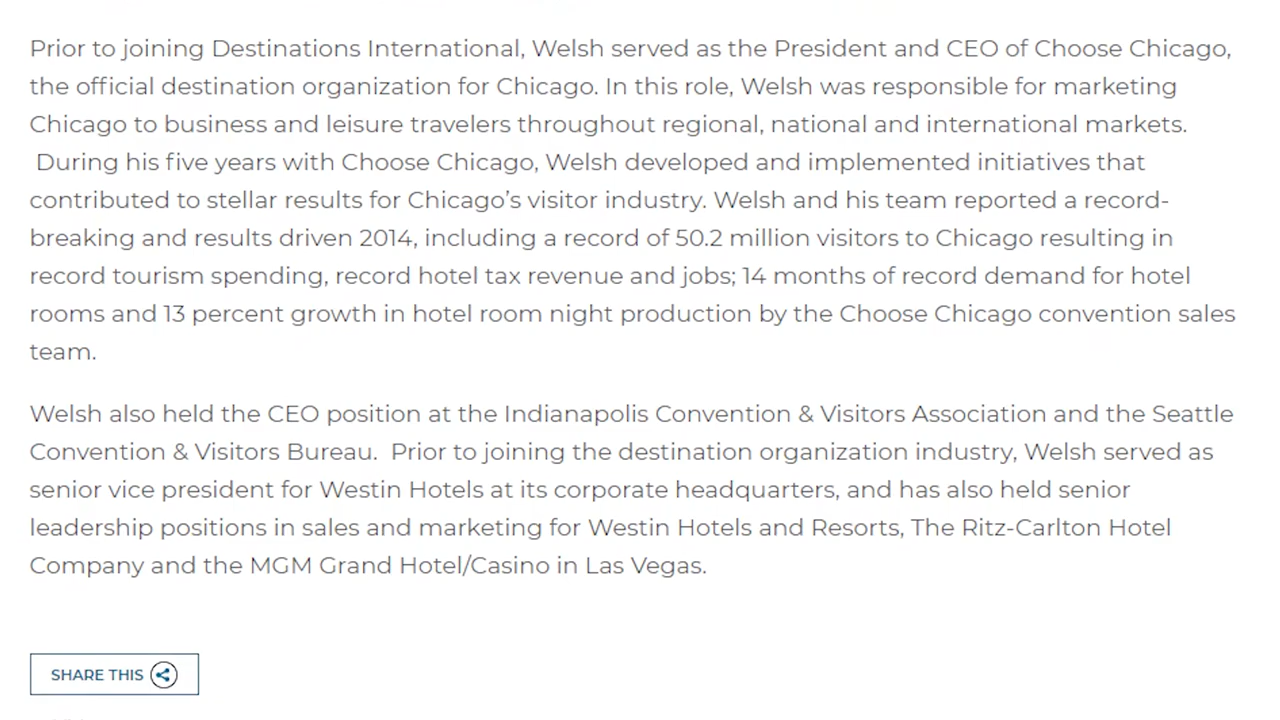 Prior to joining Destinations International, Welsh served as the President and CEO of Choose Chicago,
the official destination organization for Chicago. In this role, Welsh was responsible for marketing
Chicago to business and leisure travelers throughout regional, national and international markets.
During his five years with Choose Chicago, Welsh developed and implemented initiatives that
contributed to stellar results for Chicago’s visitor industry. Welsh and his team reported a record-
breaking and results driven 2014, including a record of 50.2 million visitors to Chicago resulting in
record tourism spending, record hotel tax revenue and jobs; 14 months of record demand for hotel
rooms and 13 percent growth in hotel room night production by the Choose Chicago convention sales
team.
Welsh also held the CEO position at the Indianapolis Convention & Visitors Association and the Seattle
Convention & Visitors Bureau.  Prior to joining the destination organization industry, Welsh served as
senior vice president for Westin Hotels at its corporate headquarters, and has also held senior
leadership positions in sales and marketing for Westin Hotels and Resorts, The Ritz-Carlton Hotel
Company and the MGM Grand Hotel/Casino in Las Vegas.
SHARE THIS